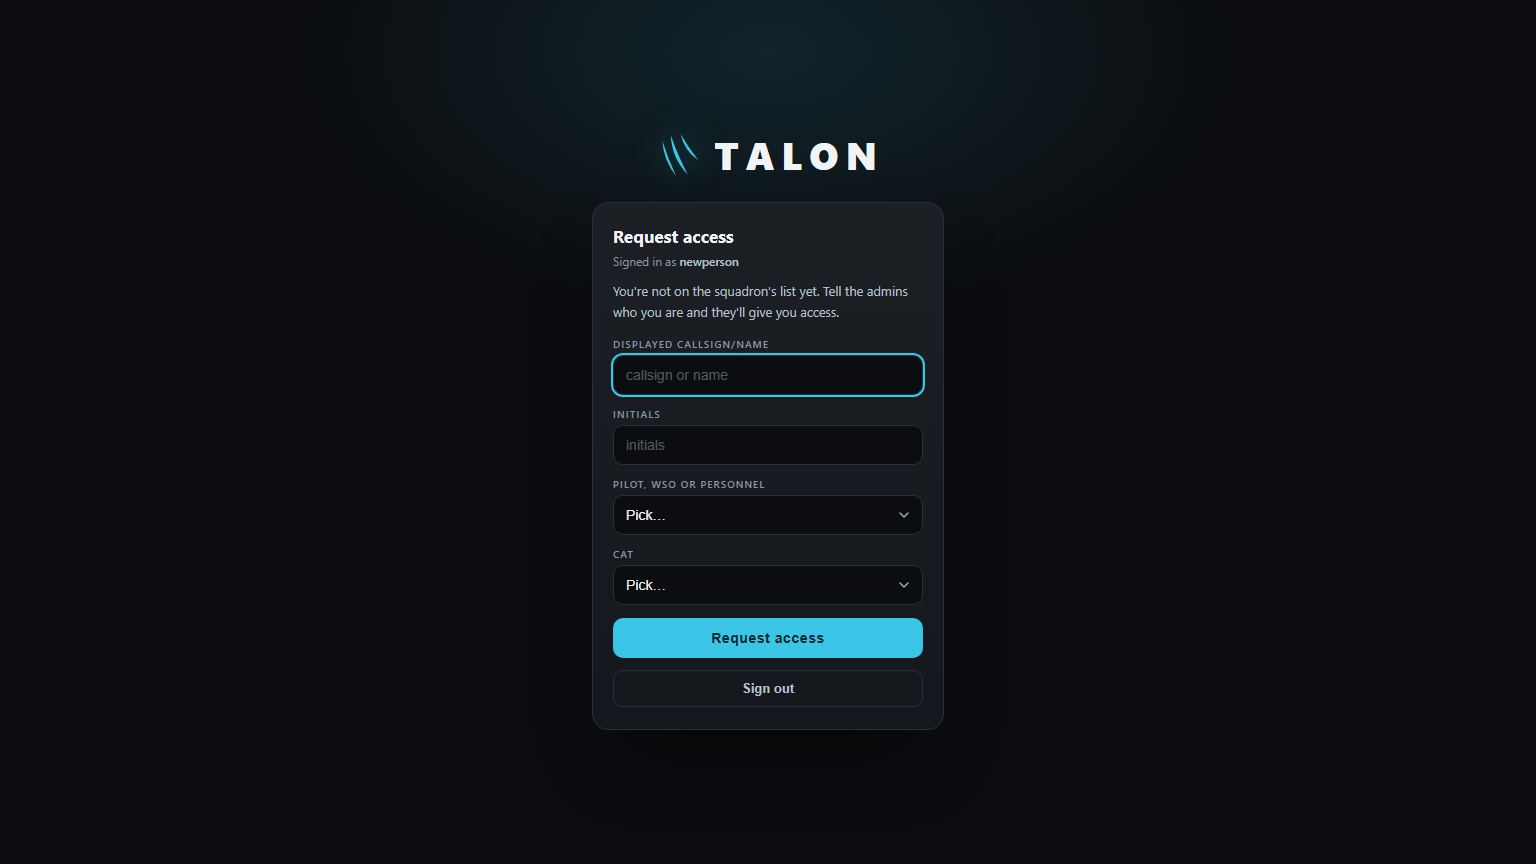 TALON
Request access
Signed in as newperson
You're not on the squadron's list yet. Tell the admins
who you are and they'll give you access.
DISPLAYED CALLSIGN/NAME
callsign or name
INITIALS
initials
PILOT, WSO OR PERSONNEL
Pick...
CAT
Pick...
Request access
Sign out